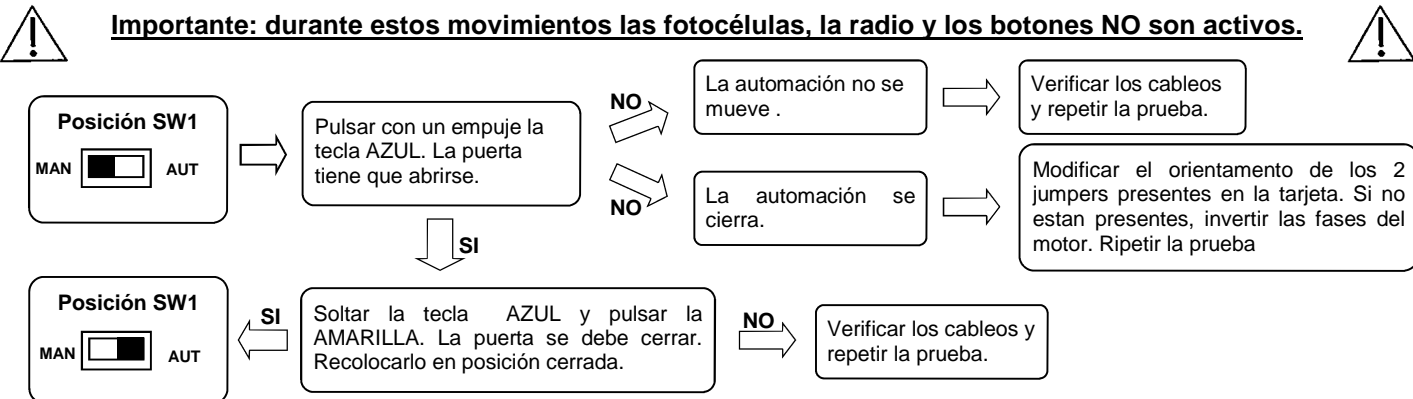 Importante: durante estos movimientos las fotocélulas, la radio y los botones NO son activos.
Posición SW1
MAN AUT
Pulsar con un empuje la
tecla AZUL. La puerta
tiene que abrirse.
NO
La automación no se
mueve .
Verificar los cableos
y repetir la prueba.
NO
La automación se
cierra.
Modificar el orientamento de los 2
jumpers presentes en la tarjeta. Si no
estan presentes, invertir las fases del
motor. Ripetir la prueba
SI
Soltar la tecla AZUL y pulsar la
AMARILLA. La puerta se debe cerrar.
Recolocarlo en posición cerrada.
NO
Verificar los cableos y
repetir la prueba.
SI
Posición SW1
MAN AUT